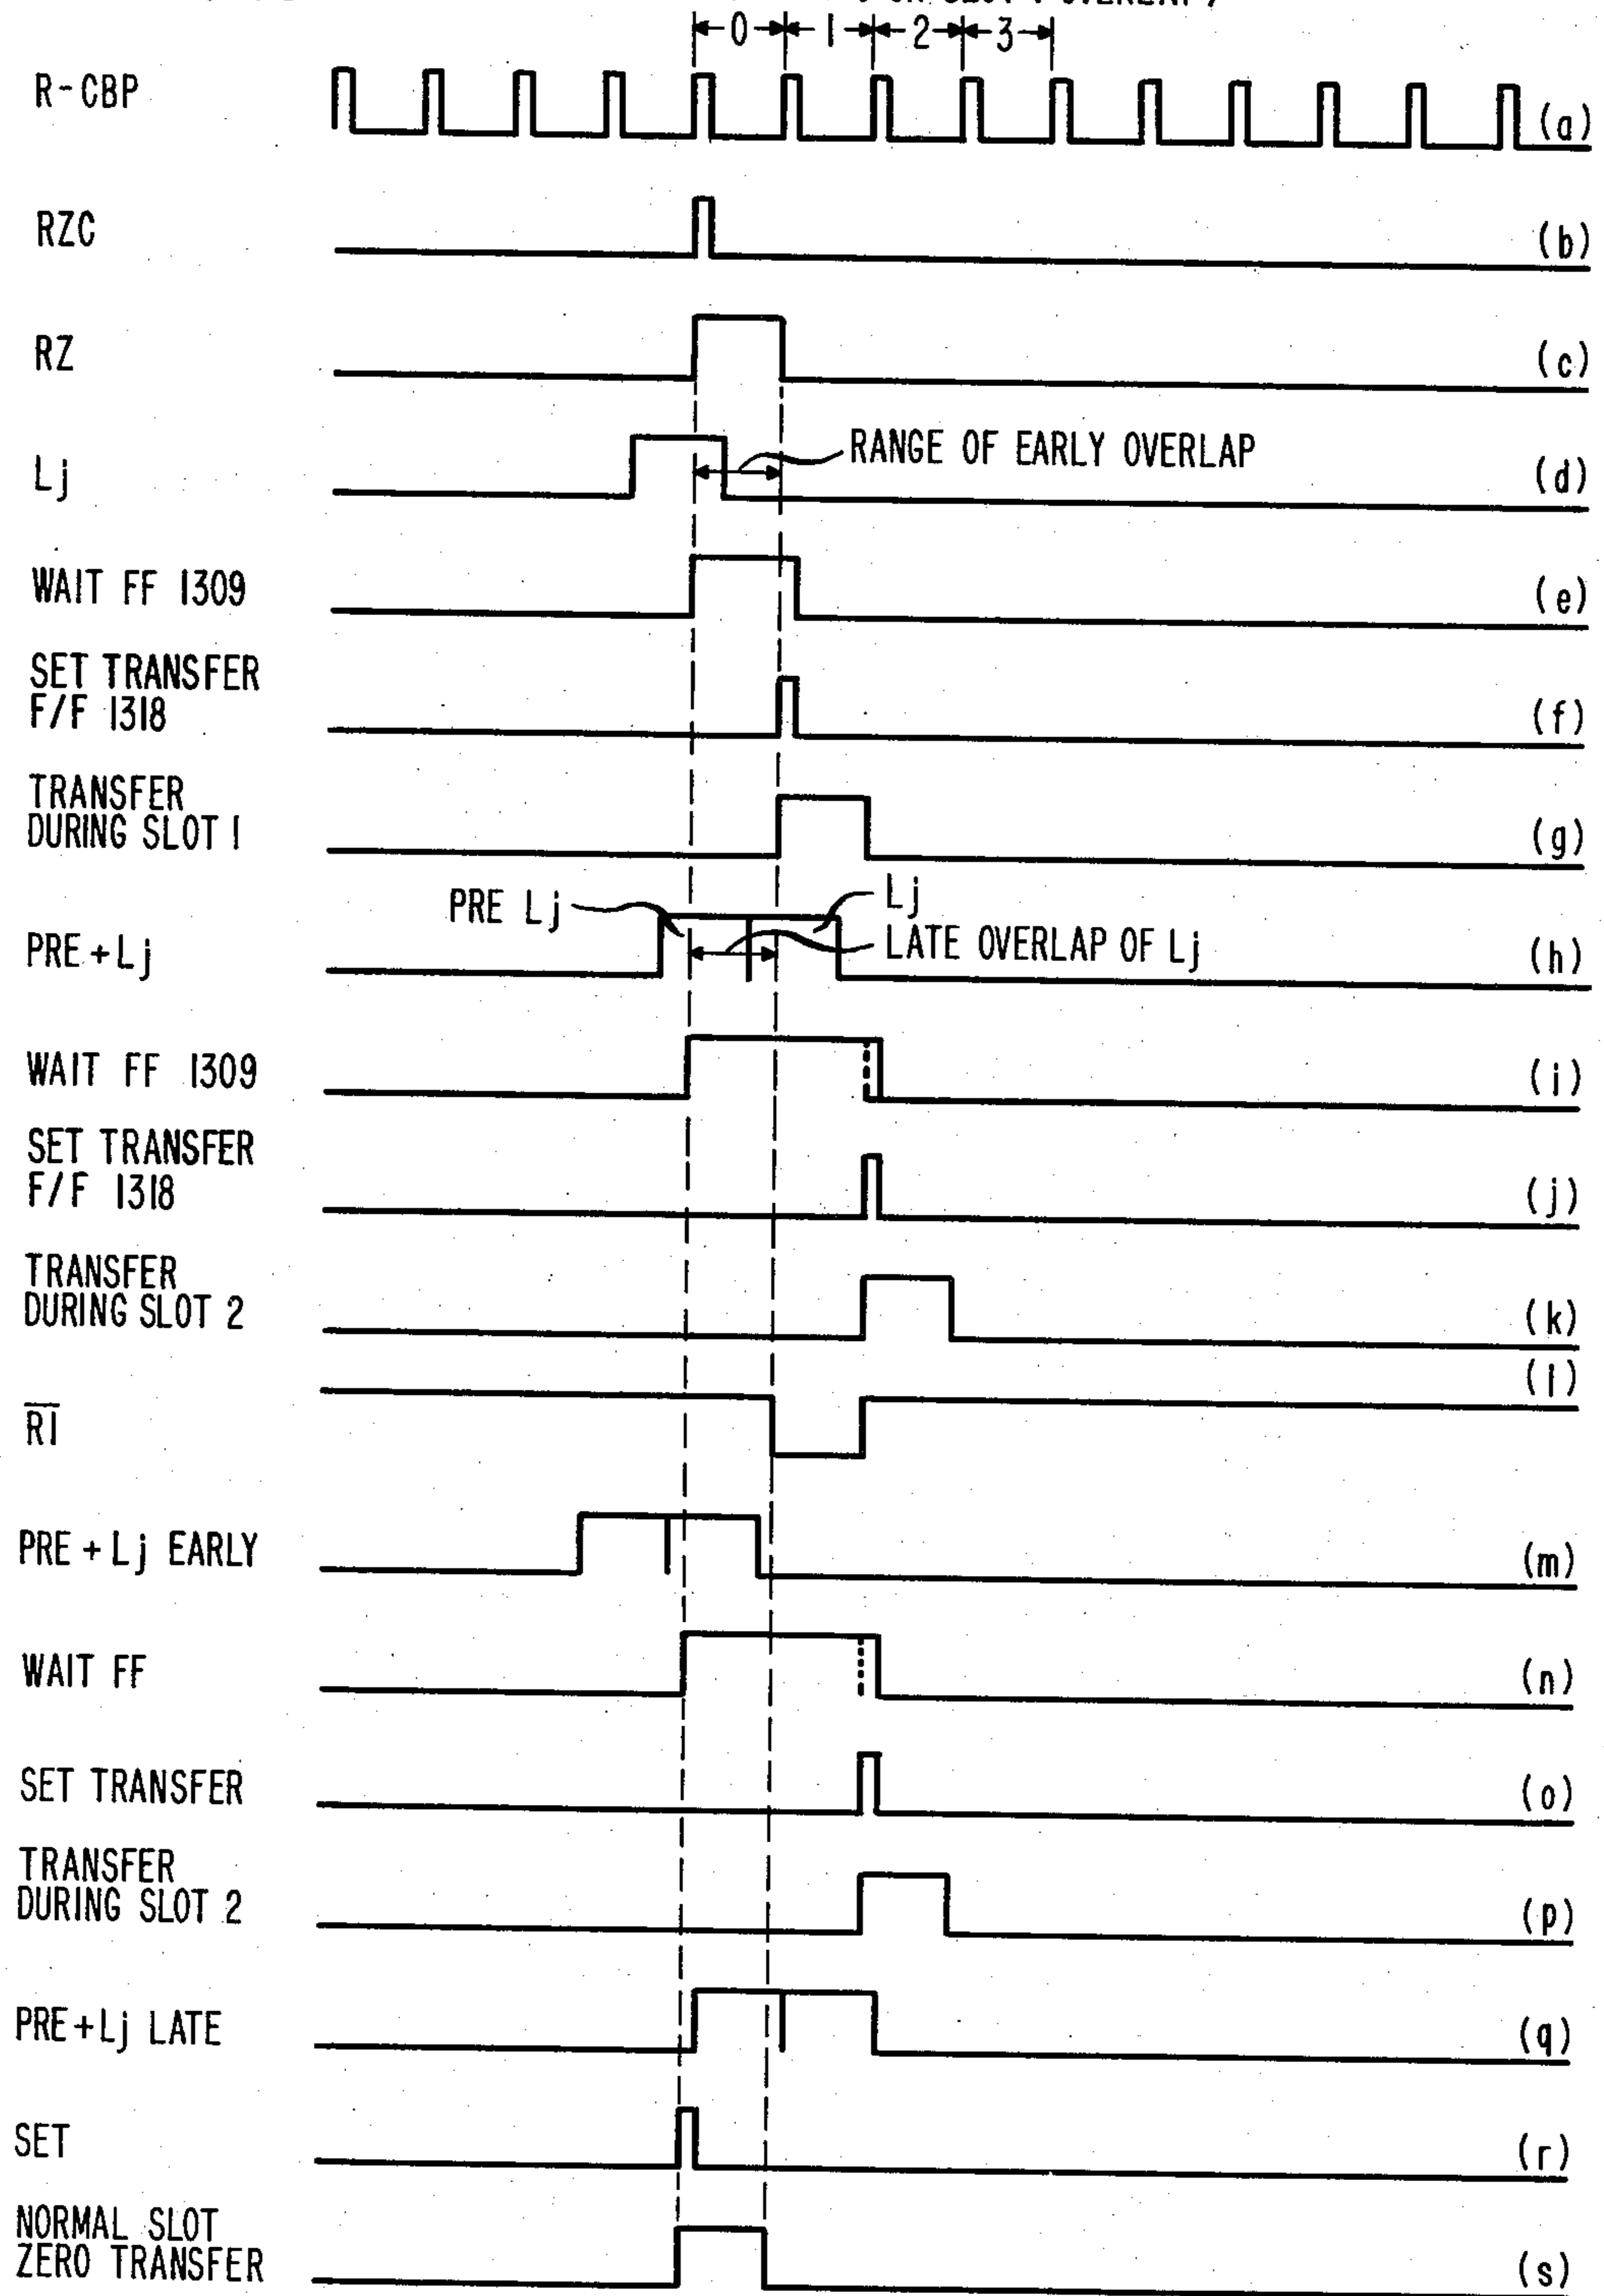 0 1 2 3
R-CBP (a)
RZC (b)
RZ (c)
Lj RANGE OF EARLY OVERLAP (d)
WAIT FF 1309 (e)
SET TRANSFER
F/F 1318 (f)
TRANSFER
DURING SLOT 1 (g)
PRE Lj Lj
PRE+Lj LATE OVERLAP OF Lj (h)
WAIT FF 1309 (i)
SET TRANSFER
F/F 1318 (j)
TRANSFER
DURING SLOT 2 (k)
(l)
R̅1̅
PRE + Lj EARLY (m)
WAIT FF (n)
SET TRANSFER (o)
TRANSFER
DURING SLOT 2 (p)
PRE+Lj LATE (q)
SET (r)
NORMAL SLOT
ZERO TRANSFER (s)